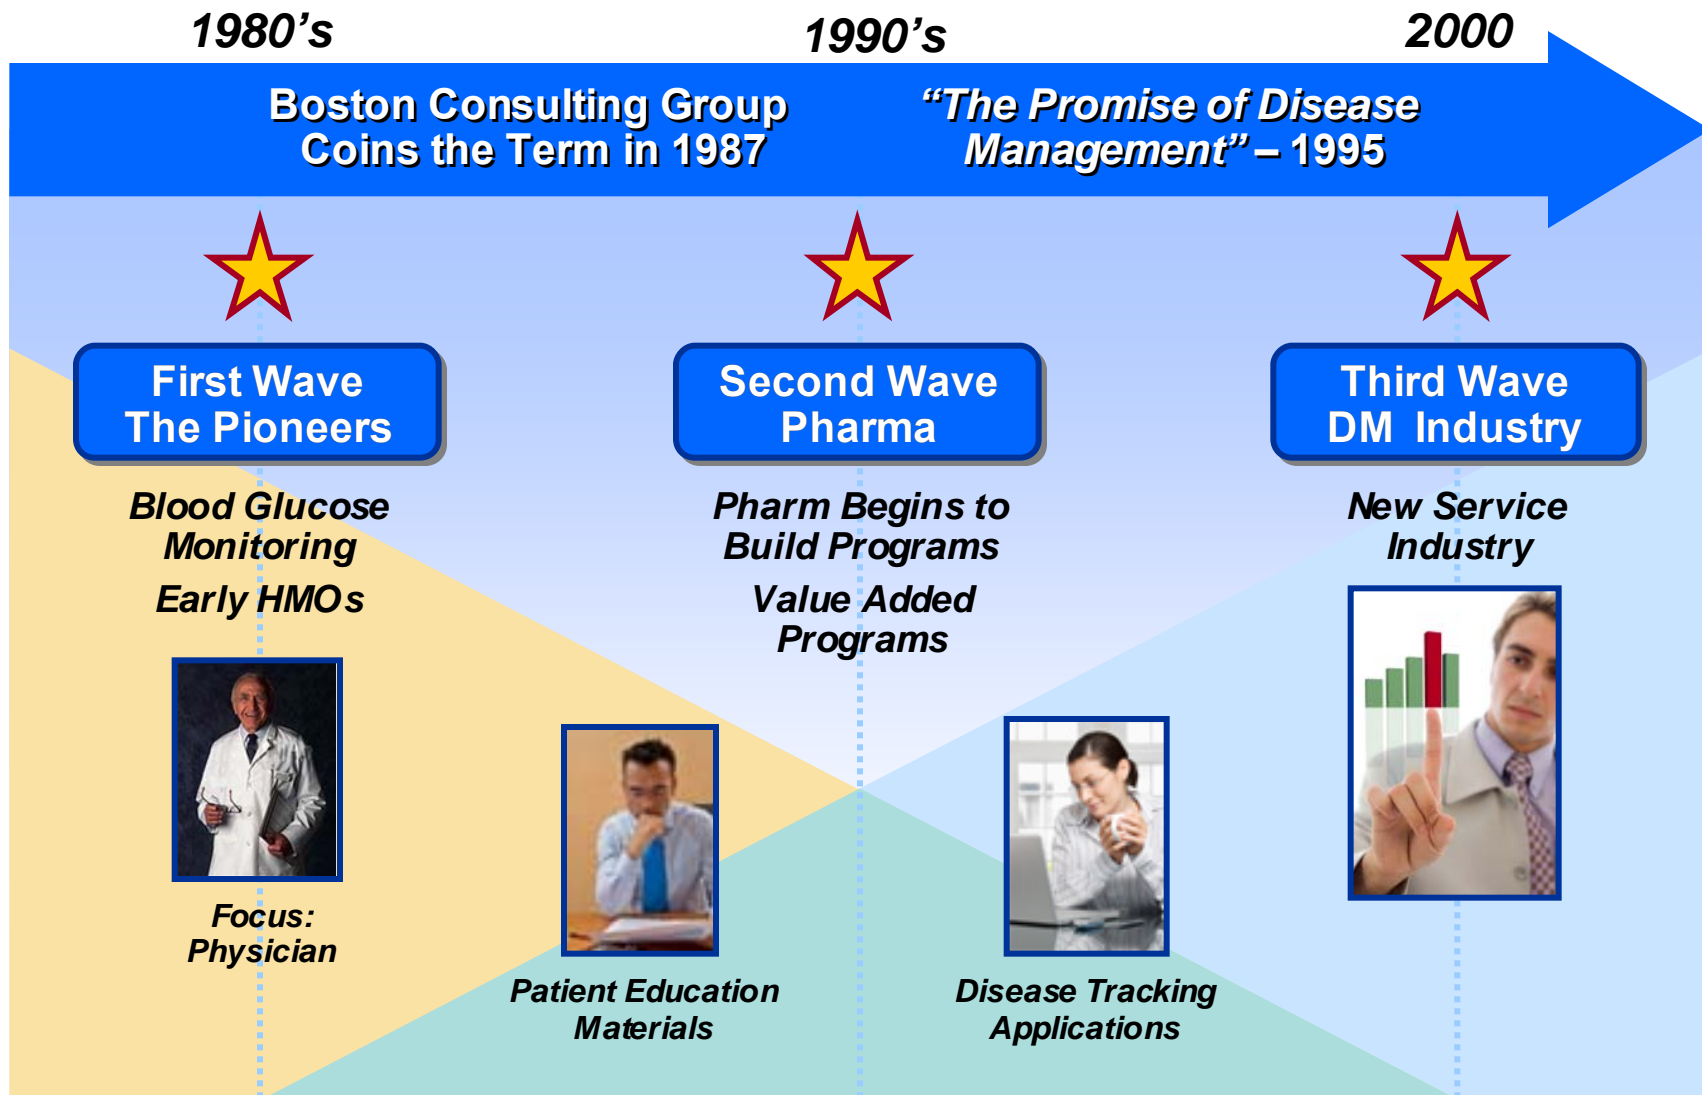 1980’s
1990’s
2000
Boston Consulting Group
Coins the Term in 1987
“The Promise of Disease
Management” – 1995
First Wave
The Pioneers
Second Wave
Pharma
Third Wave
DM Industry
Blood Glucose
Monitoring
Early HMOs
Pharm Begins to
Build Programs
Value Added
Programs
New Service
Industry
Focus:
Physician
Patient Education
Materials
Disease Tracking
Applications